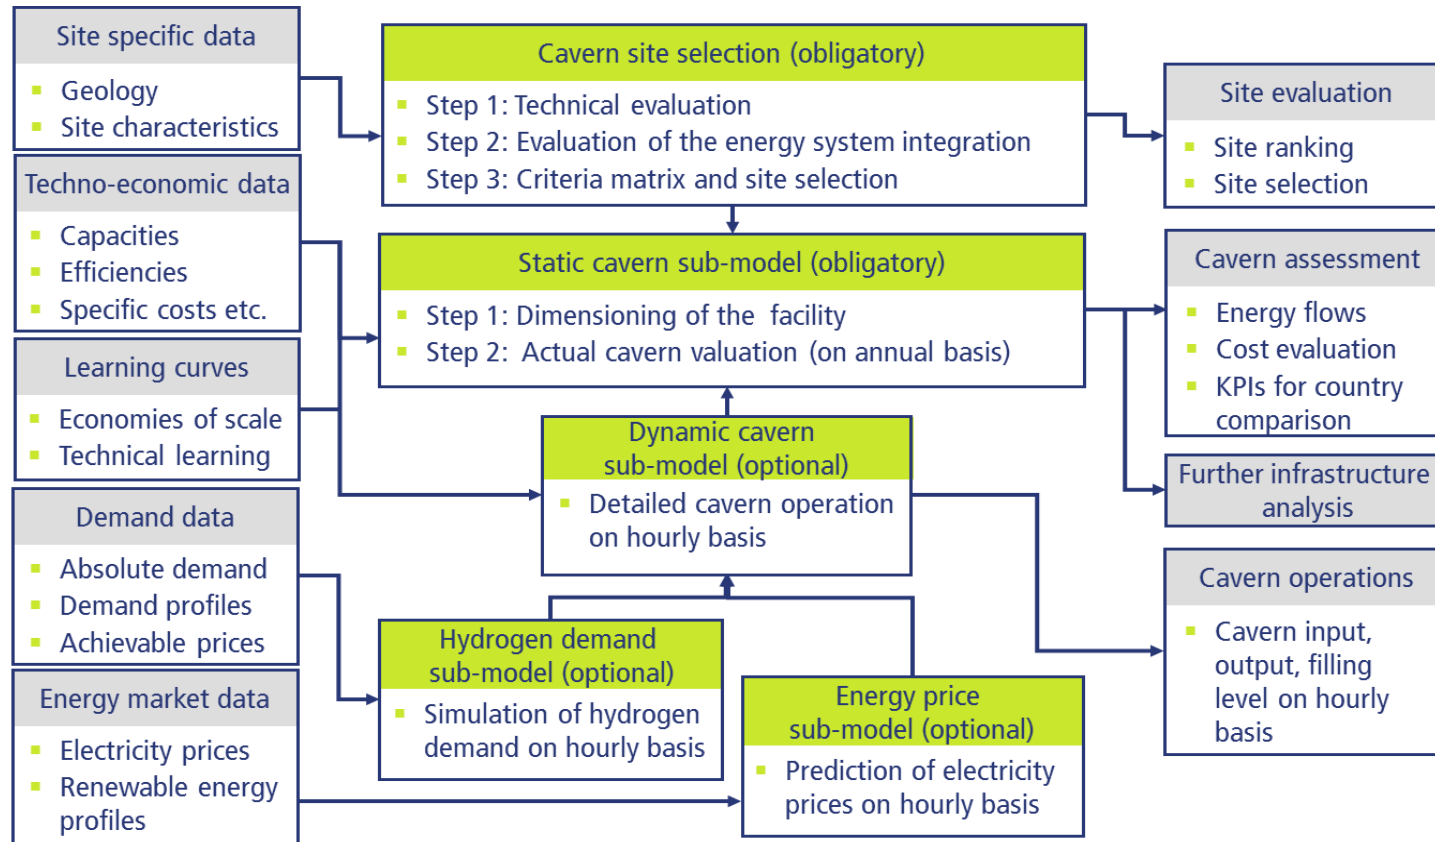 Site specific data
Geology
Site characteristics
Techno-economic data
Capacities
Efficiencies
Specific costs etc.
Learning curves
Economies of scale
Technical learning
Demand data
Absolute demand
Demand profiles
Achievable prices
Energy market data
Electricity prices
Renewable energy
profiles
Cavern site selection (obligatory)
Step 1: Technical evaluation
Step 2: Evaluation of the energy system integration
Step 3: Criteria matrix and site selection
Static cavern sub-model (obligatory)
Step 1: Dimensioning of the facility
Step 2: Actual cavern valuation (on annual basis)
Dynamic cavern
sub-model (optional)
Detailed cavern operation
on hourly basis
Hydrogen demand
sub-model (optional)
Simulation of hydrogen
demand on hourly basis
Energy price
sub-model (optional)
Prediction of electricity
prices on hourly basis
Site evaluation
Site ranking
Site selection
Cavern assessment
Energy flows
Cost evaluation
KPIs for country
comparison
Further infrastructure
analysis
Cavern operations
Cavern input,
output, filling
level on hourly
basis